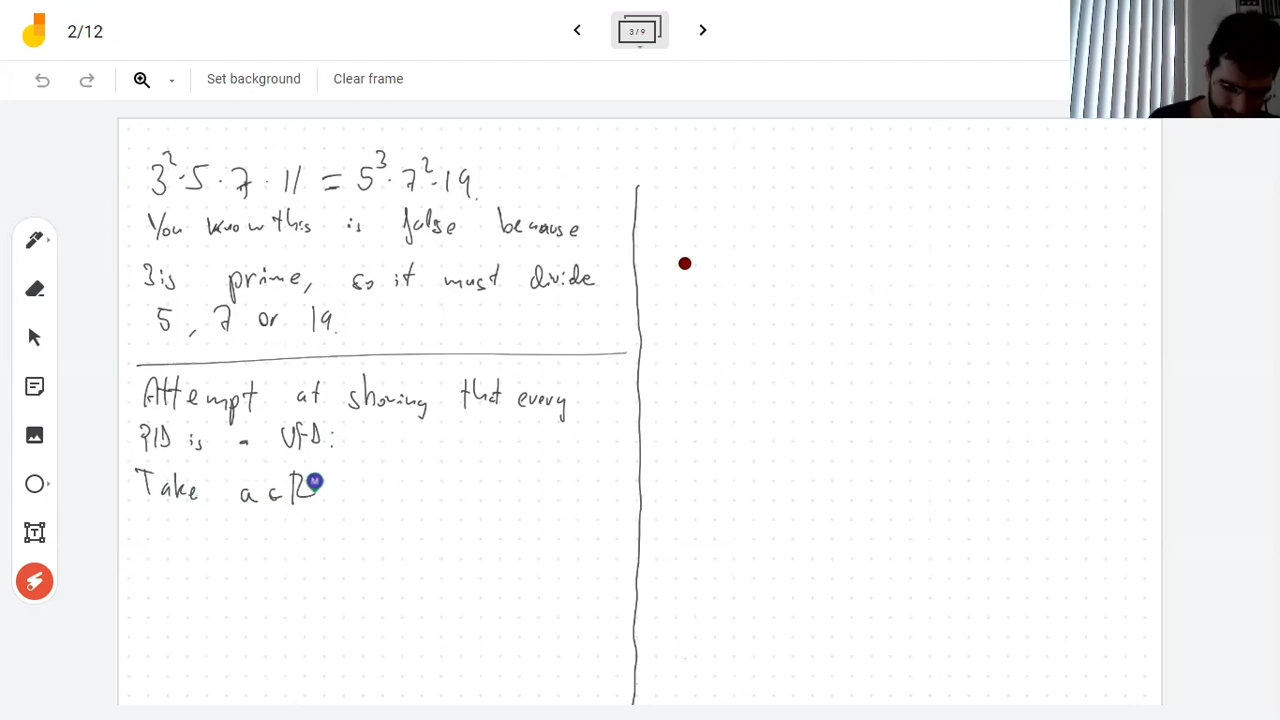 2/12
3/9
Set background
Clear frame
3²·5·7·11 = 5³·7²·19.
You know this is false because
3 is prime, so it must divide
5, 7 or 19.
Attempt at showing that every
PID is a UFD:
Take a ∈ R
M